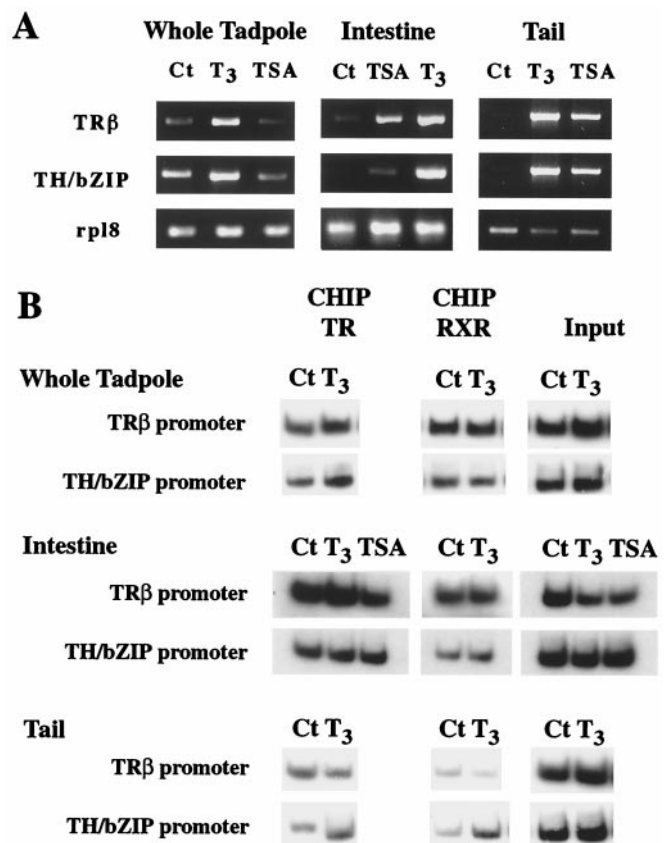 A
Whole Tadpole Intestine Tail
Ct T3 TSA Ct TSA T3 Ct T3 TSA
TRβ
TH/bZIP
rpl8
B
CHIP TR CHIP RXR Input
Whole Tadpole
Ct T3 Ct T3 Ct T3
TRβ promoter
TH/bZIP promoter
Intestine
Ct T3 TSA Ct T3 Ct T3 TSA
TRβ promoter
TH/bZIP promoter
Tail
Ct T3 Ct T3 Ct T3
TRβ promoter
TH/bZIP promoter